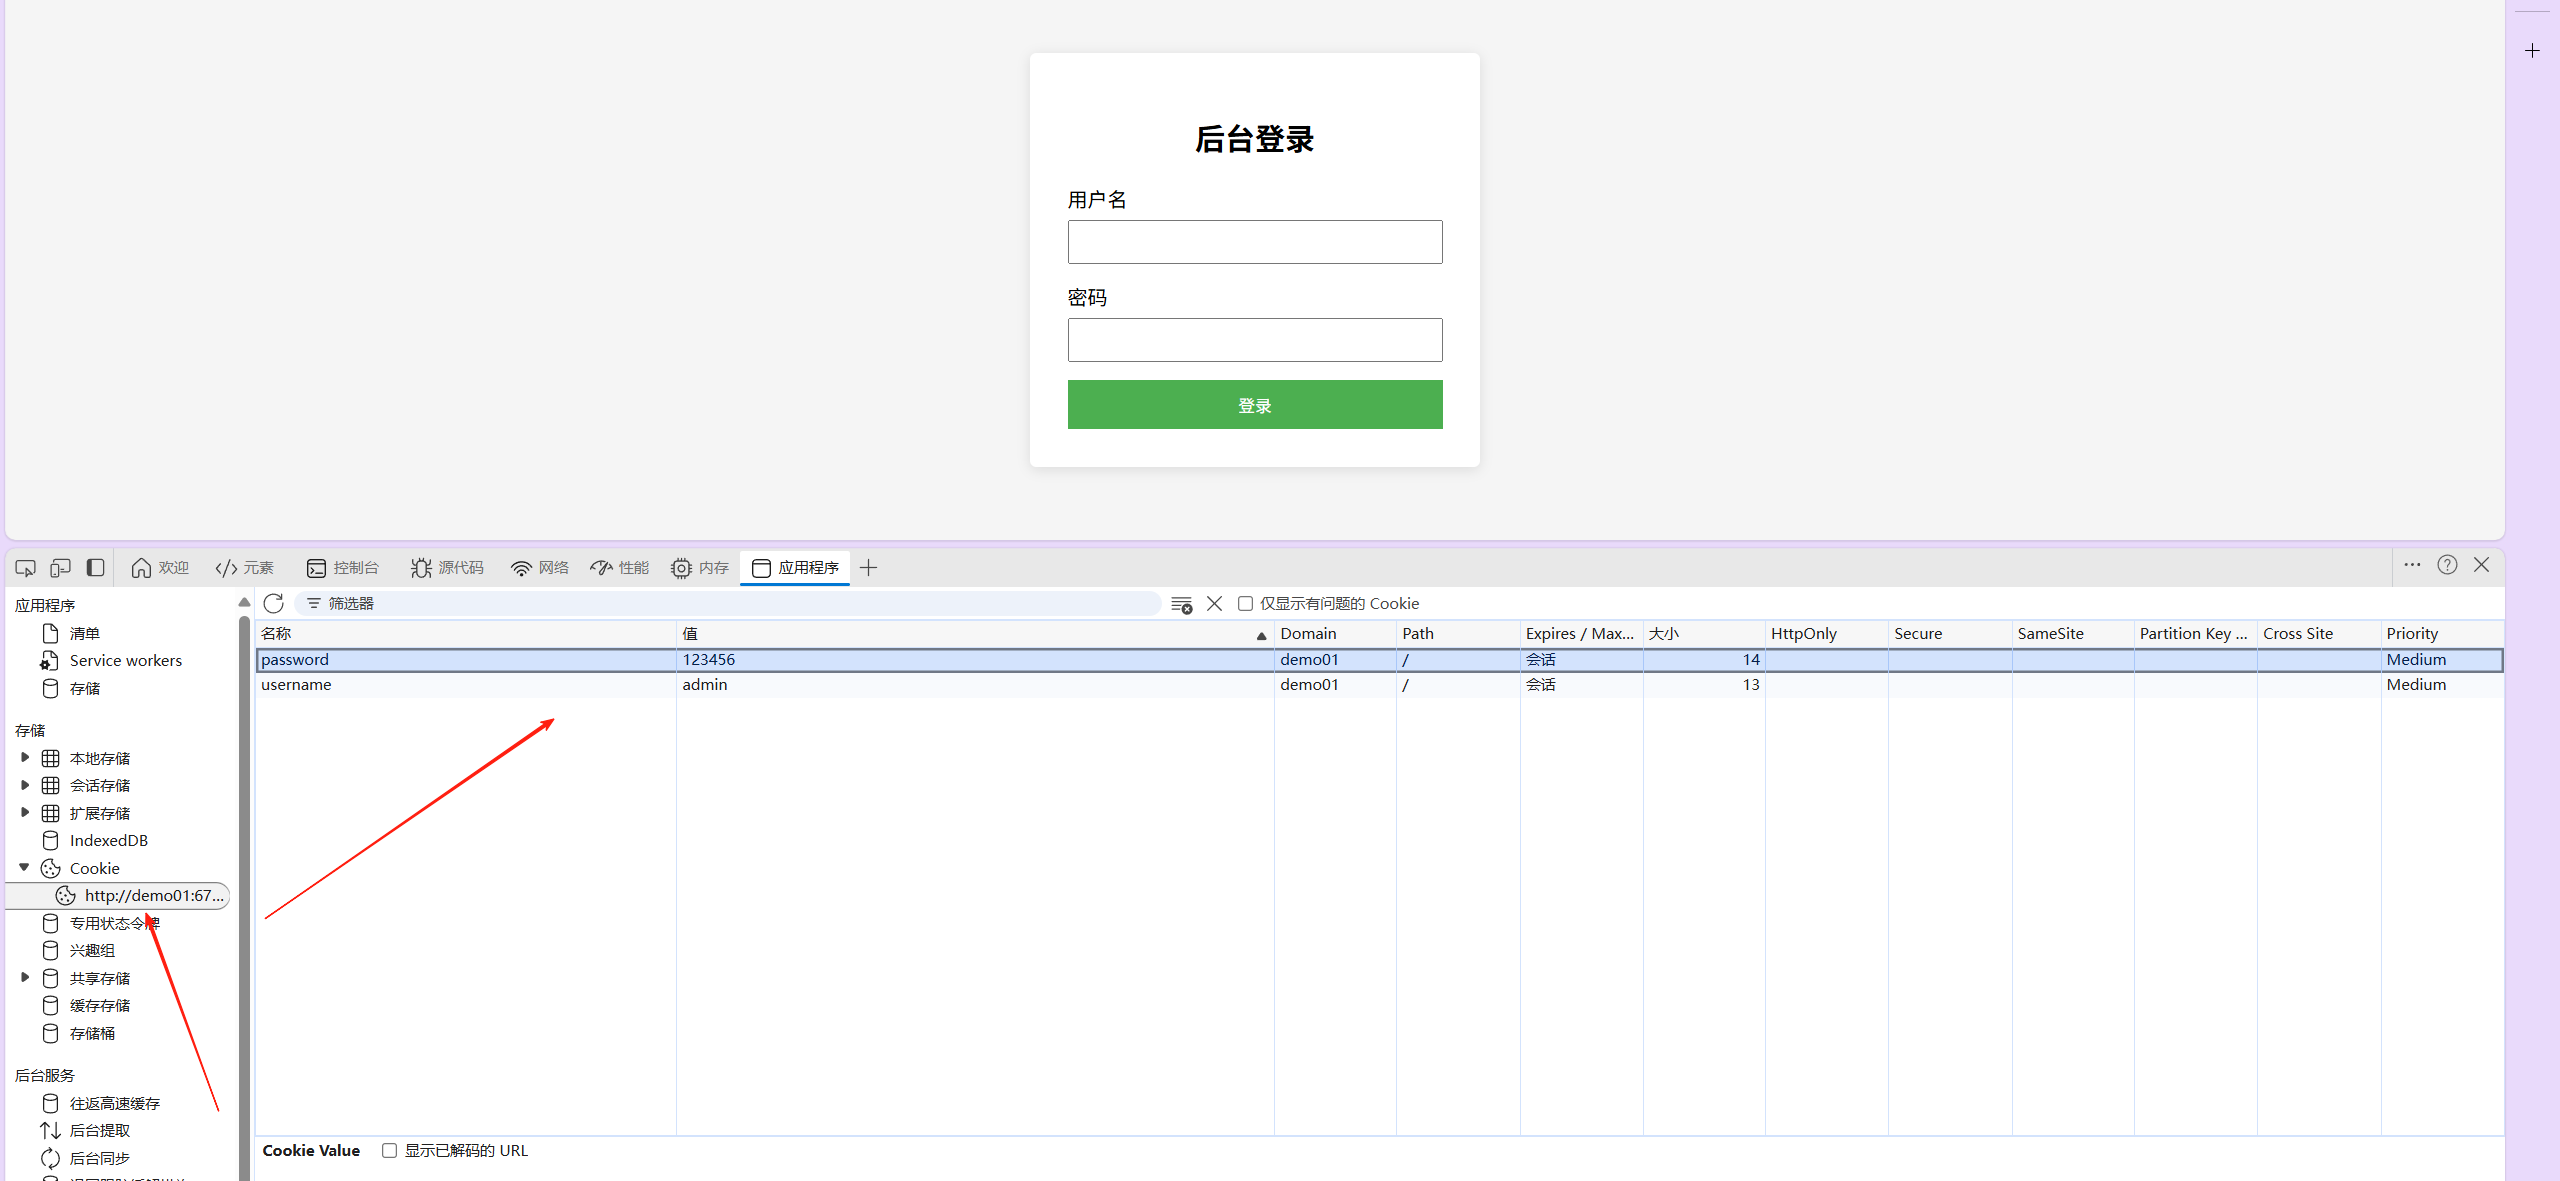 后台登录
用户名
密码
登录
欢迎
元素
控制台
源代码
网络
性能
内存
应用程序
应用程序
清单
Service workers
存储
存储
本地存储
会话存储
扩展存储
IndexedDB
Cookie
http://demo01:67...
专用状态令牌
兴趣组
共享存储
缓存存储
存储桶
后台服务
往返高速缓存
后台提取
后台同步
筛选器
仅显示有问题的 Cookie
名称 值 Domain Path Expires / Max... 大小 HttpOnly Secure SameSite Partition Key ... Cross Site Priority
password 123456 demo01 / 会话 14 Medium
username admin demo01 / 会话 13 Medium
Cookie Value 显示已解码的 URL